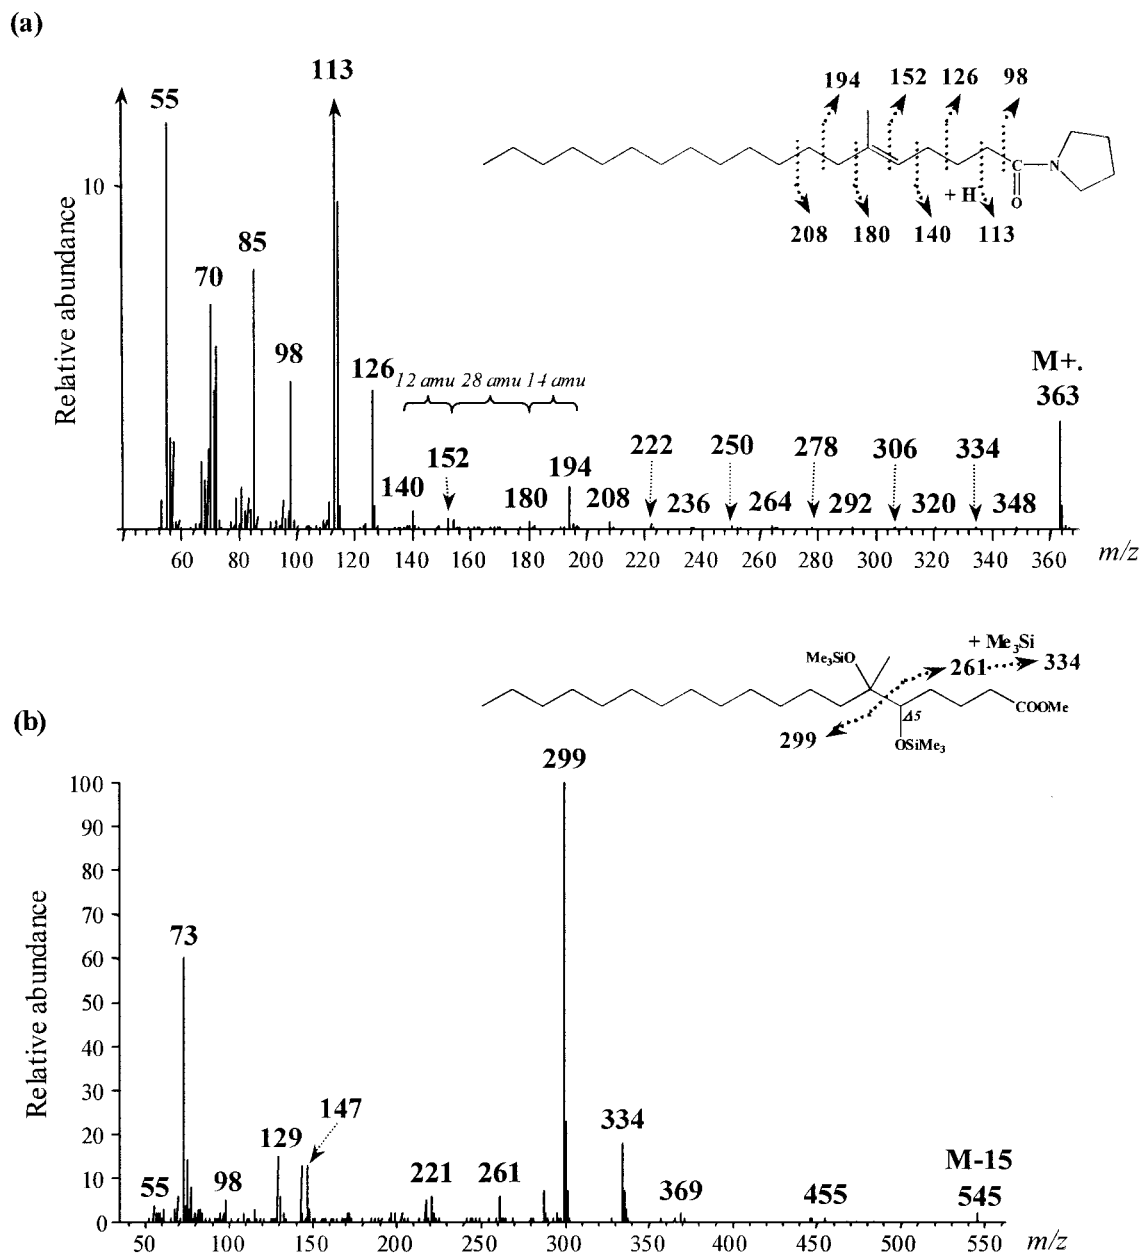 (a)
113
55
194 152 126 98
C N
O
+ H
208 180 140 113
10
85
70
98
126
12 amu 28 amu 14 amu
M+.
363
222 250 278 306 334
152
194
140 180 208 236 264 292 320 348
Relative abundance
60 80 100 120 140 160 180 200 220 240 260 280 300 320 340 360 m/z
+ Me3Si
Me3SiO 261 334
COOMe
Δ5
299
OSiMe3
(b)
299
100
90
80
70
60
50
40
30
20
10
0
Relative abundance
73
147
129
334
M-15
55 98 221 261 369 455 545
50 100 150 200 250 300 350 400 450 500 550 m/z